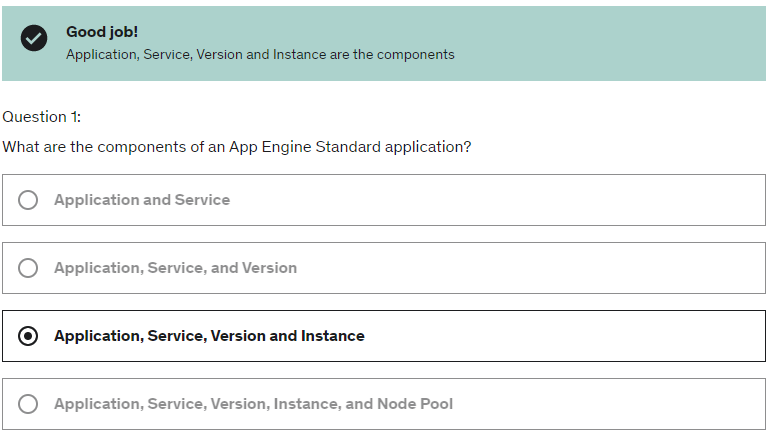 Good job!
Application, Service, Version and Instance are the components
Question 1:
What are the components of an App Engine Standard application?
Application and Service
Application, Service, and Version
Application, Service, Version and Instance
Application, Service, Version, Instance, and Node Pool